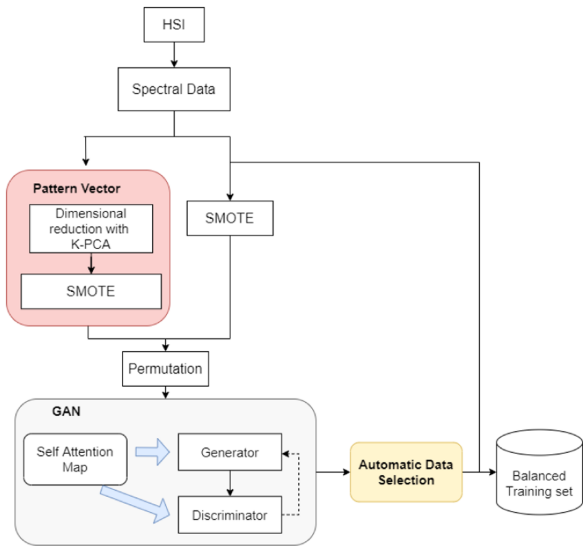 HSI
Spectral Data
Pattern Vector
Dimensional
reduction with
K-PCA
SMOTE
SMOTE
Permutation
GAN
Self Attention
Map
Generator
Discriminator
Automatic Data
Selection
Balanced
Training set